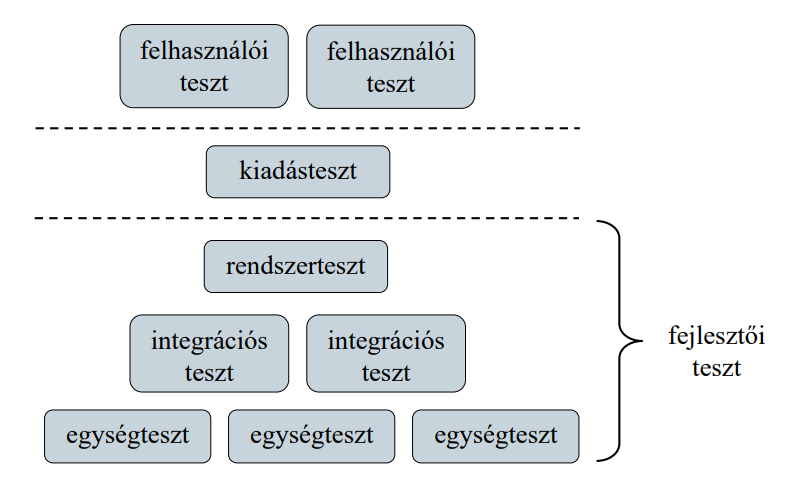 felhasználói
teszt
felhasználói
teszt
kiadásteszt
rendszerteszt
integrációs
teszt
integrációs
teszt
fejlesztői
teszt
egységteszt
egységteszt
egységteszt